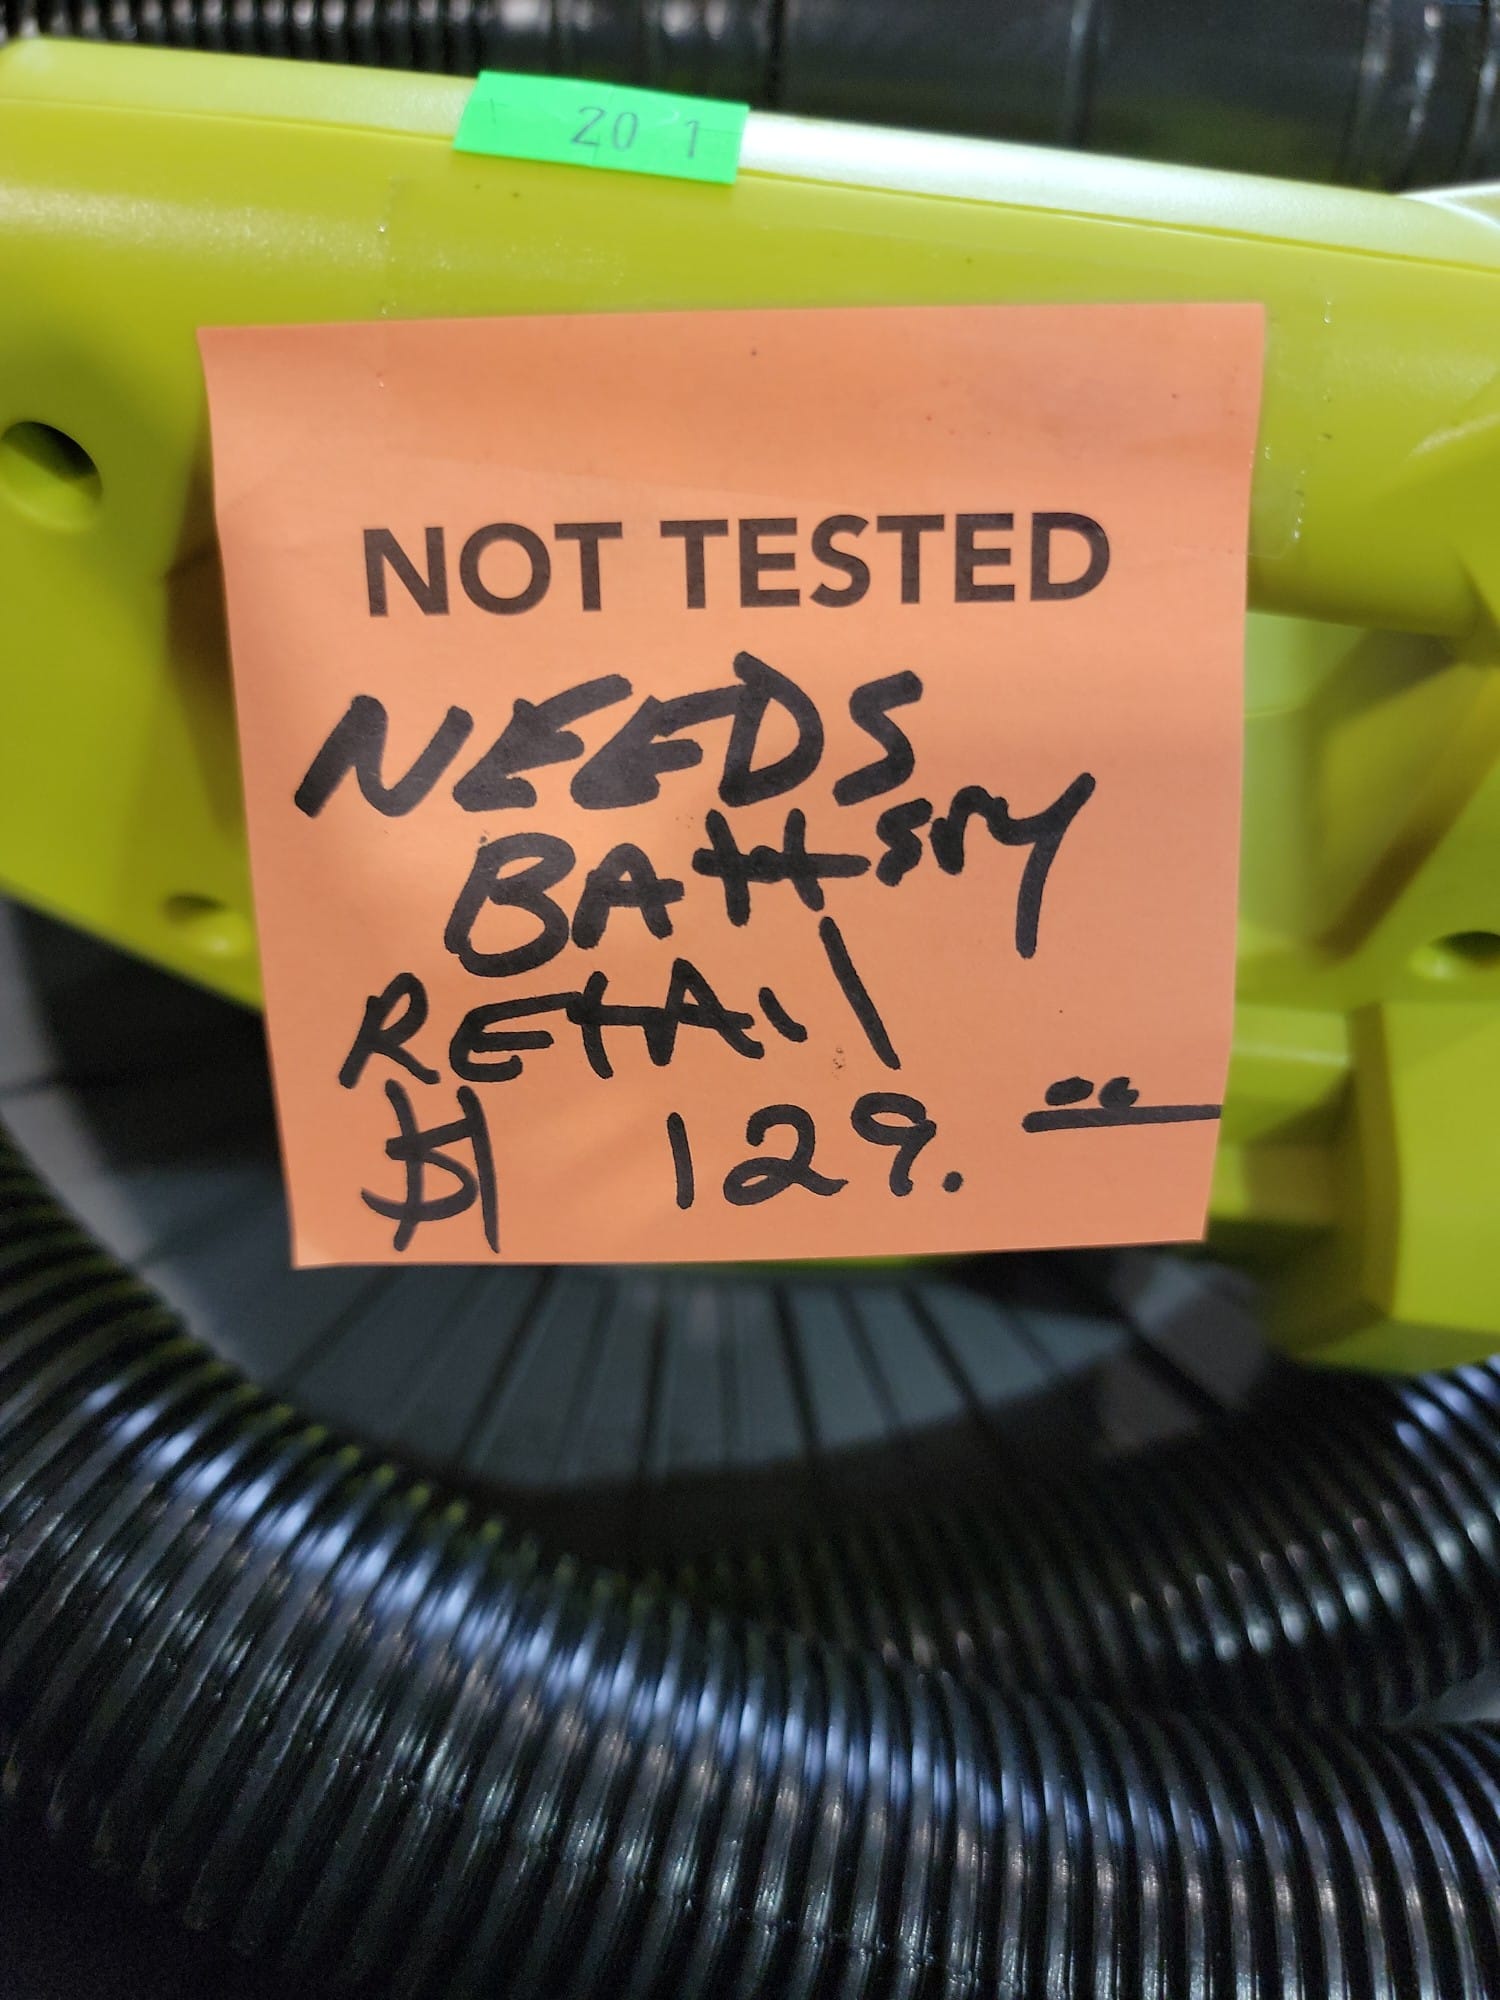 20 1
NOT TESTED
NEEDS
BAttery
REtAil
$ 129.00